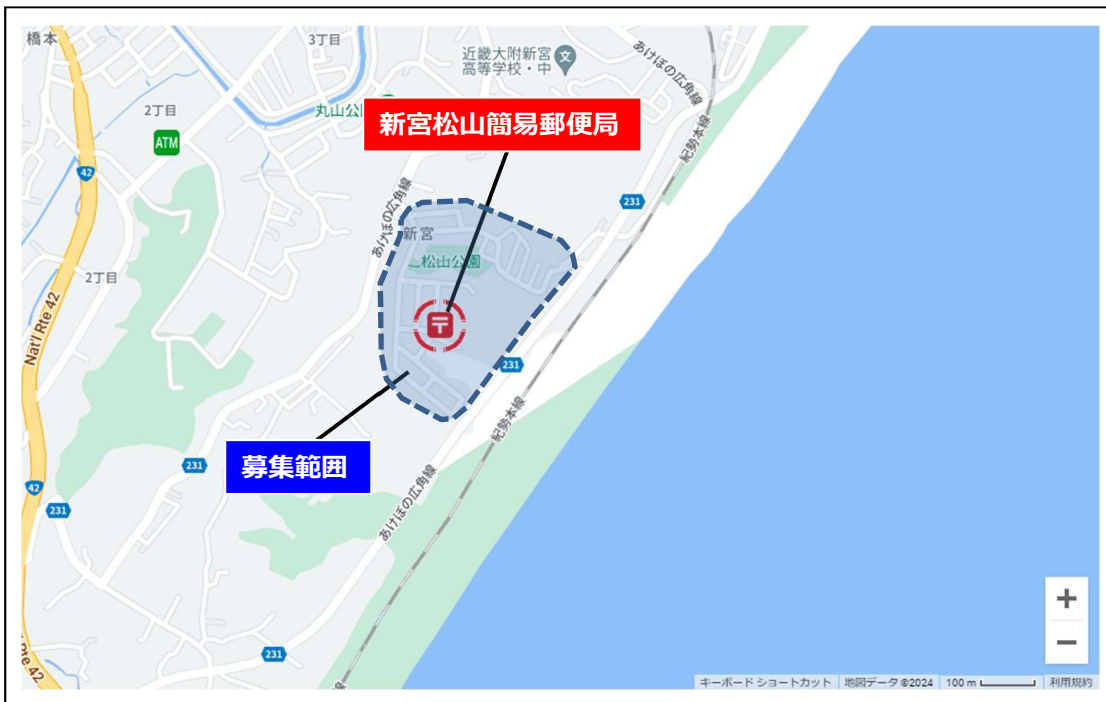 橋本
3丁目
近畿大附新宮
高等学校・中
文
あけぼの広角線
2丁目
丸山公園
ATM
新宮松山簡易郵便局
紀勢本線
42
231
あけぼの広角線
新宮
松山公園
2丁目
Nat'l Rte 42
231
紀勢本線
募集範囲
231
42
231
あけぼの広角線
231
Nat'l Rte 42
キーボード ショートカット
地図データ ©2024
100 m
利用規約
+
−